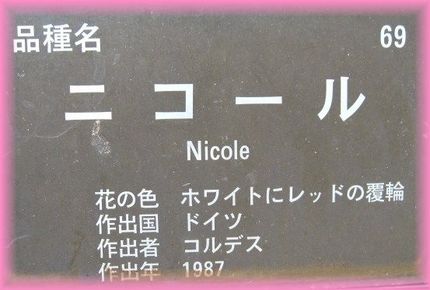 品種名 69
ニコール
Nicole
花の色 ホワイトにレッドの覆輪
作出国 ドイツ
作出者 コルデス
作出年 1987